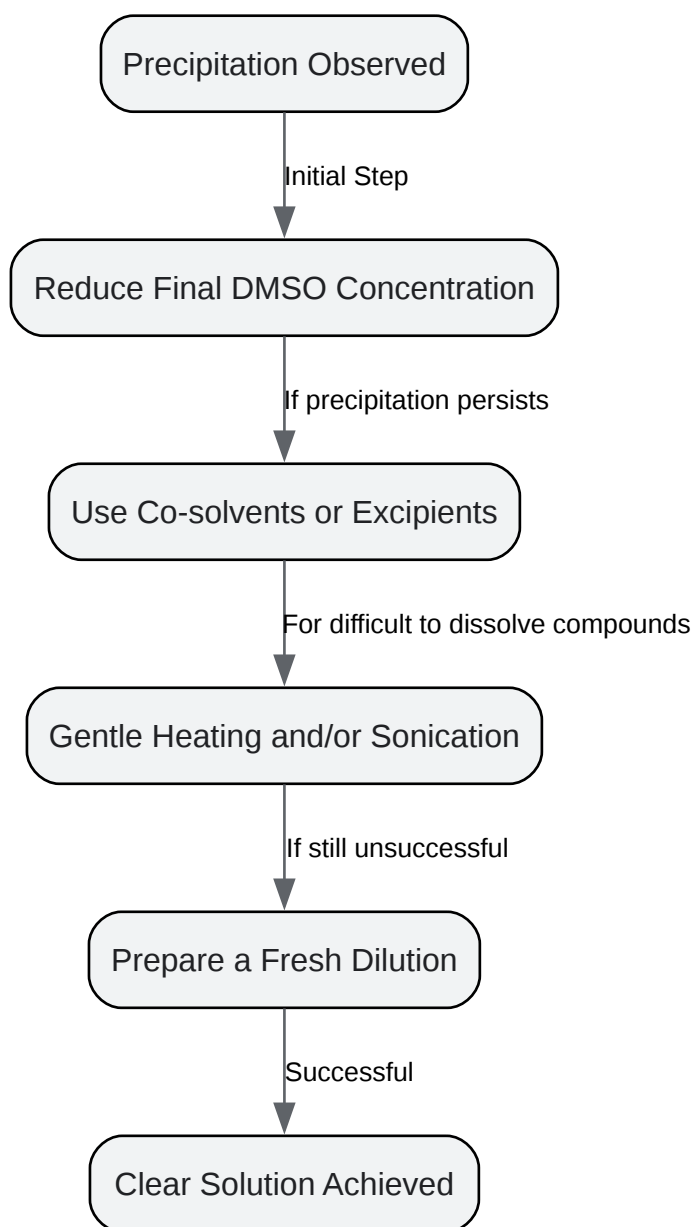 Precipitation Observed
Initial Step
Reduce Final DMSO Concentration
If precipitation persists
Use Co-solvents or Excipients
For difficult to dissolve compounds
Gentle Heating and/or Sonication
If still unsuccessful
Prepare a Fresh Dilution
Successful
Clear Solution Achieved